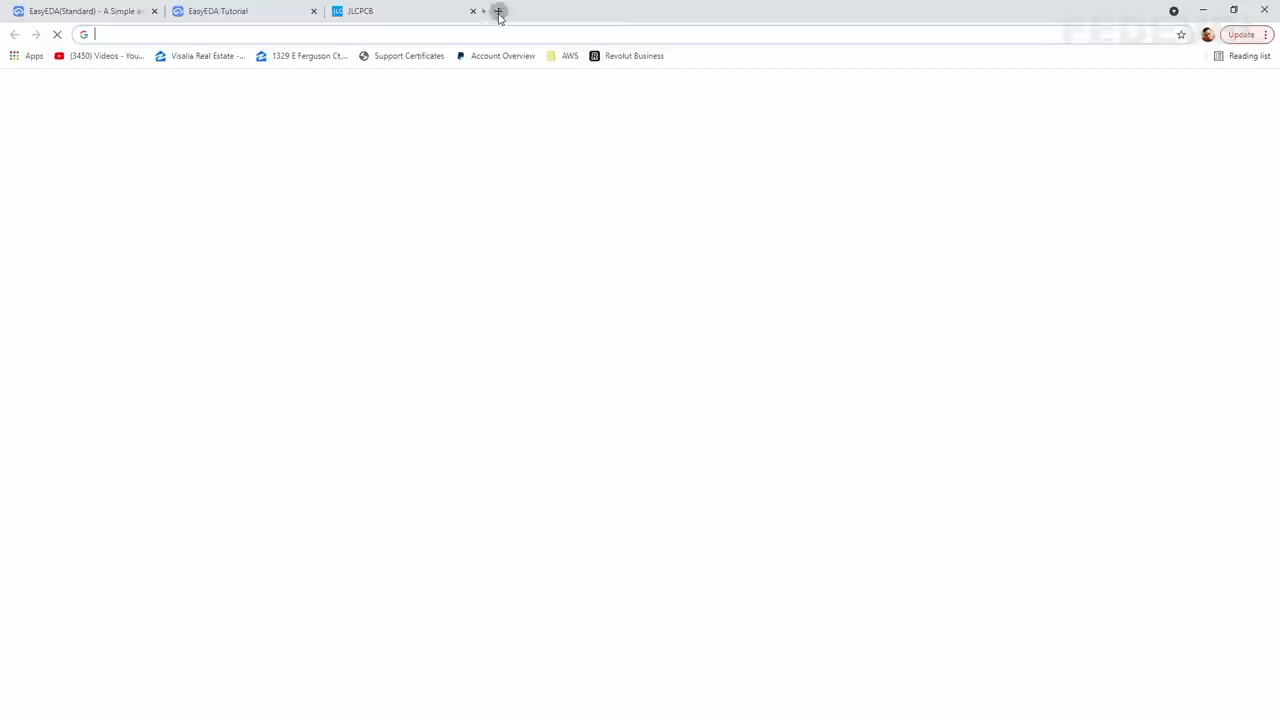 EasyEDA(Standard) - A Simple a
EasyEDA Tutorial
JLC JLCPCB
Update
Apps
(3450) Videos - You...
Visalia Real Estate -...
1329 E Ferguson Ct,...
Support Certificates
Account Overview
AWS
Revolut Business
Reading list